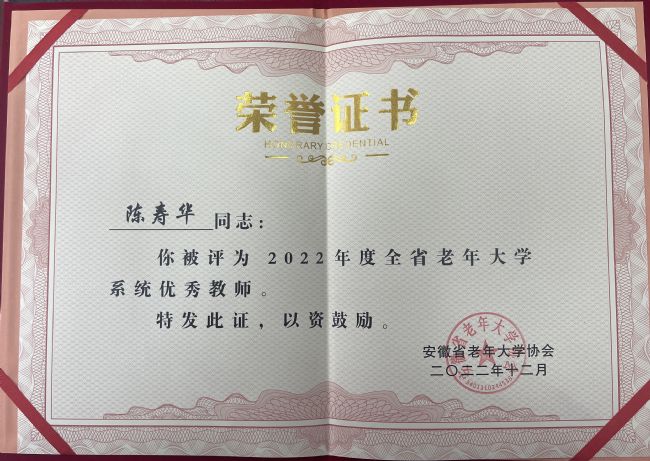 荣誉证书
HONORARY CREDENTIAL
陈寿华同志：
你被评为2022年度全省老年大学
系统优秀教师。
特发此证，以资鼓励。
安徽省老年大学协会
二〇二二年十二月